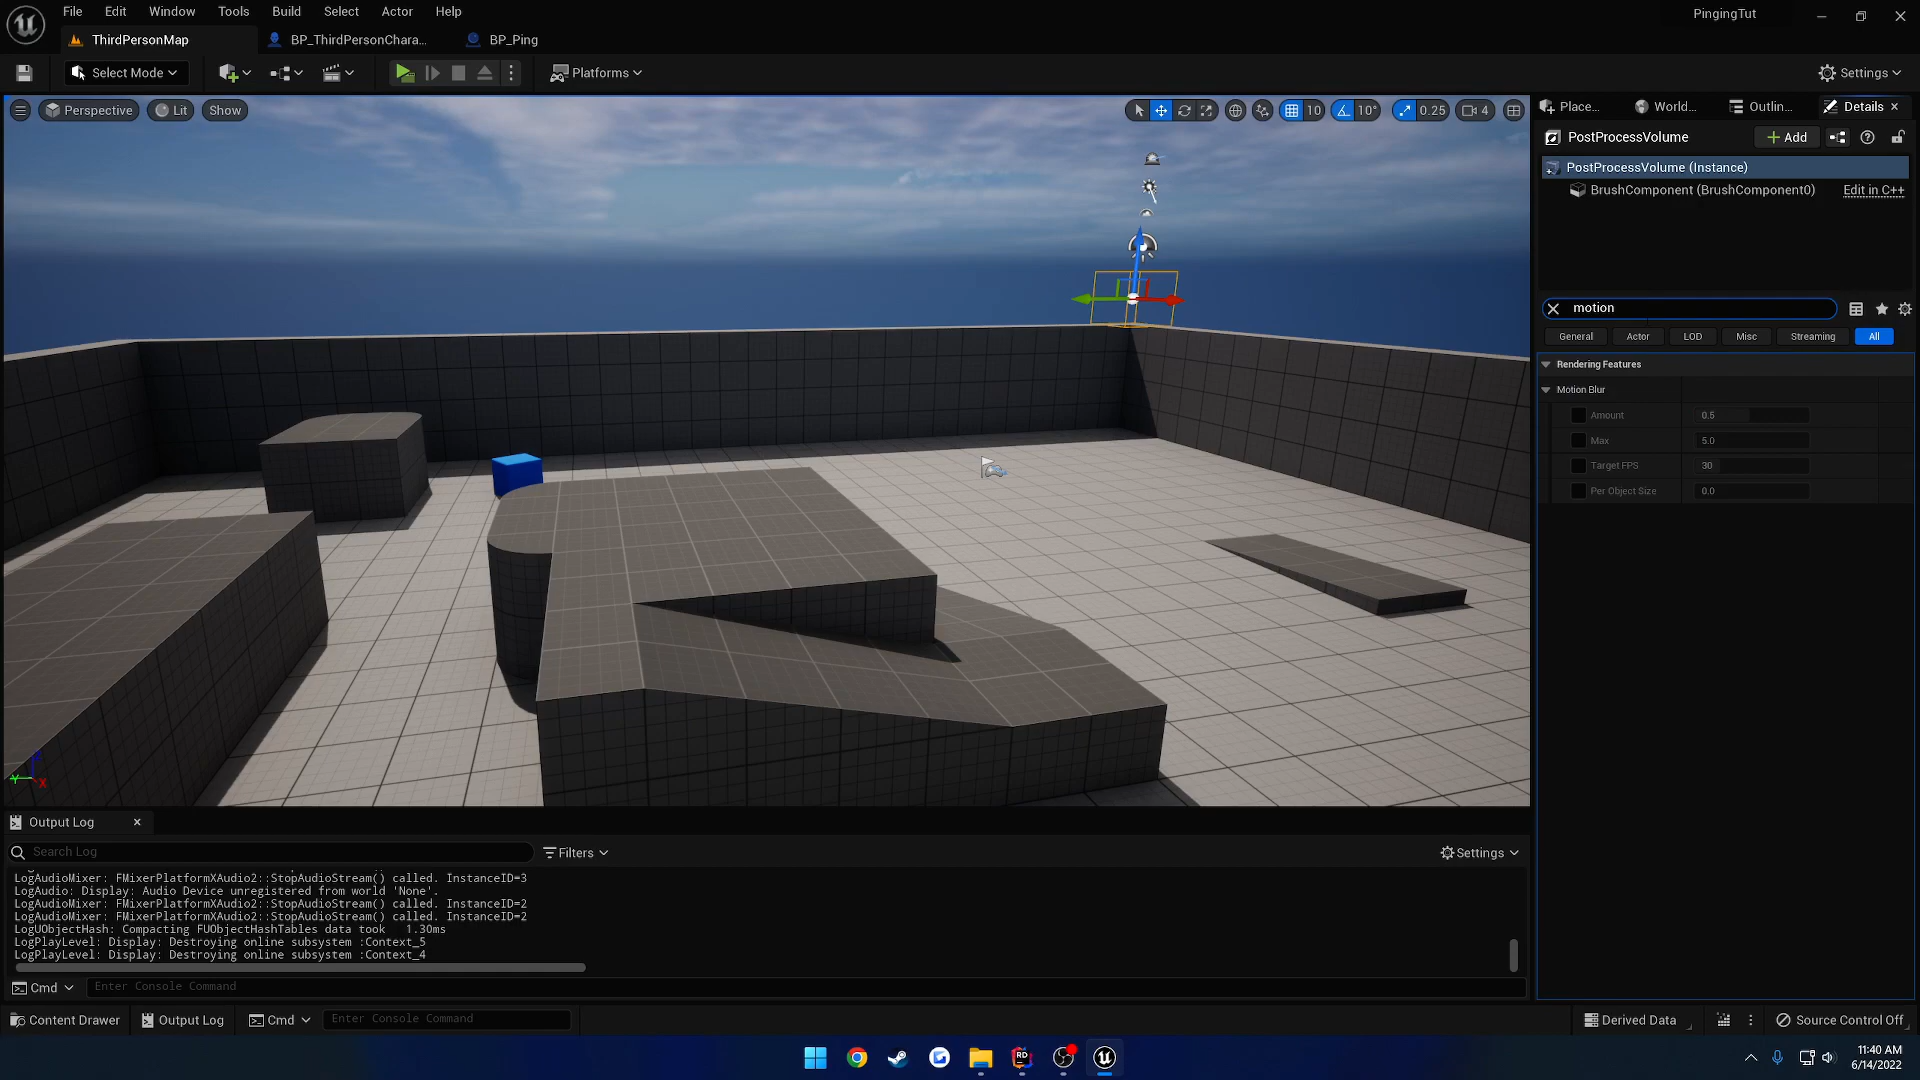 File Edit Window Tools Build Select Actor Help
PingingTut
ThirdPersonMap
BP_ThirdPersonChara...
BP_Ping
Select Mode
Platforms
Settings
Perspective
Lit
Show
10
10°
0.25
4
Place...
World...
Outlin...
Details
PostProcessVolume
Add
PostProcessVolume (Instance)
BrushComponent (BrushComponent0)
Edit in C++
motion
General
Actor
LOD
Misc
Streaming
All
Rendering Features
Motion Blur
Amount 0.5
Max 5.0
Target FPS 30
Per Object Size 0.0
Y
X
Output Log
Search Log
Filters
Settings
LogAudioMixer: FMixerPlatformXAudio2::StopAudioStream() called. InstanceID=3
LogAudio: Display: Audio Device unregistered from world 'None'.
LogAudioMixer: FMixerPlatformXAudio2::StopAudioStream() called. InstanceID=2
LogAudioMixer: FMixerPlatformXAudio2::StopAudioStream() called. InstanceID=2
LogUObjectHash: Compacting FUObjectHashTables data took 1.30ms
LogPlayLevel: Display: Destroying online subsystem :Context_5
LogPlayLevel: Display: Destroying online subsystem :Context_4
Cmd
Enter Console Command
Content Drawer
Output Log
Cmd
Enter Console Command
Derived Data
Source Control Off
RD
11:40 AM
6/14/2022